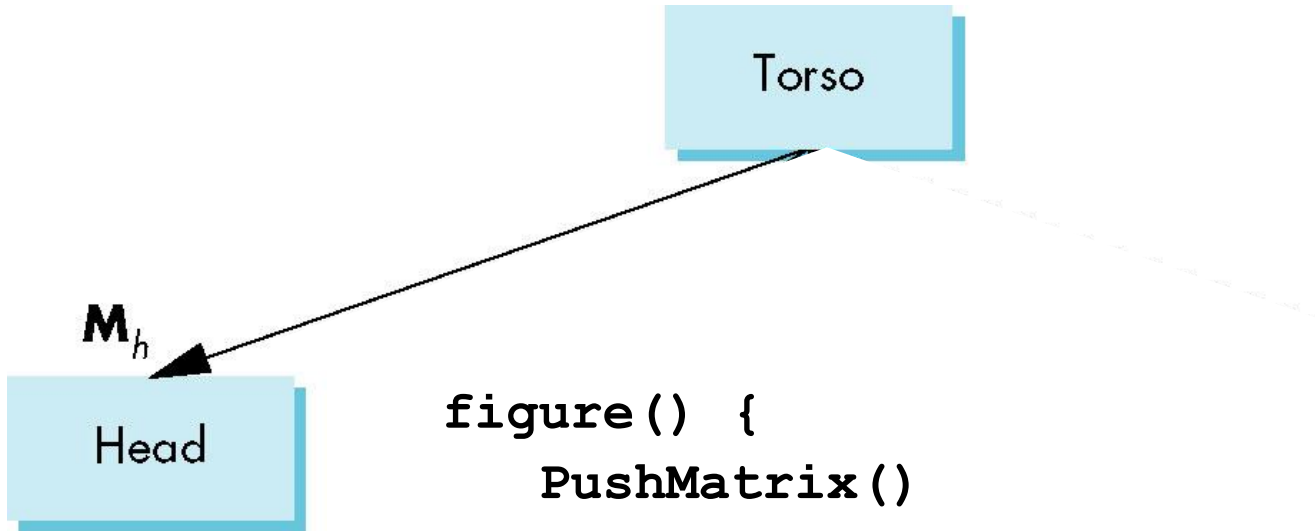 Torso
M_h
Head
figure() {
PushMatrix()